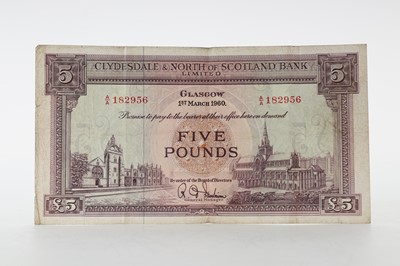 CLYDESDALE & NORTH OF SCOTLAND BANK
LIMITED
5 5
GLASGOW
A/A 182956 1ST MARCH 1960. A/A 182956
Promise to pay to the bearer at their office here on demand
FIVE
POUNDS
By order of the Board of Directors
General Manager
£5 £5